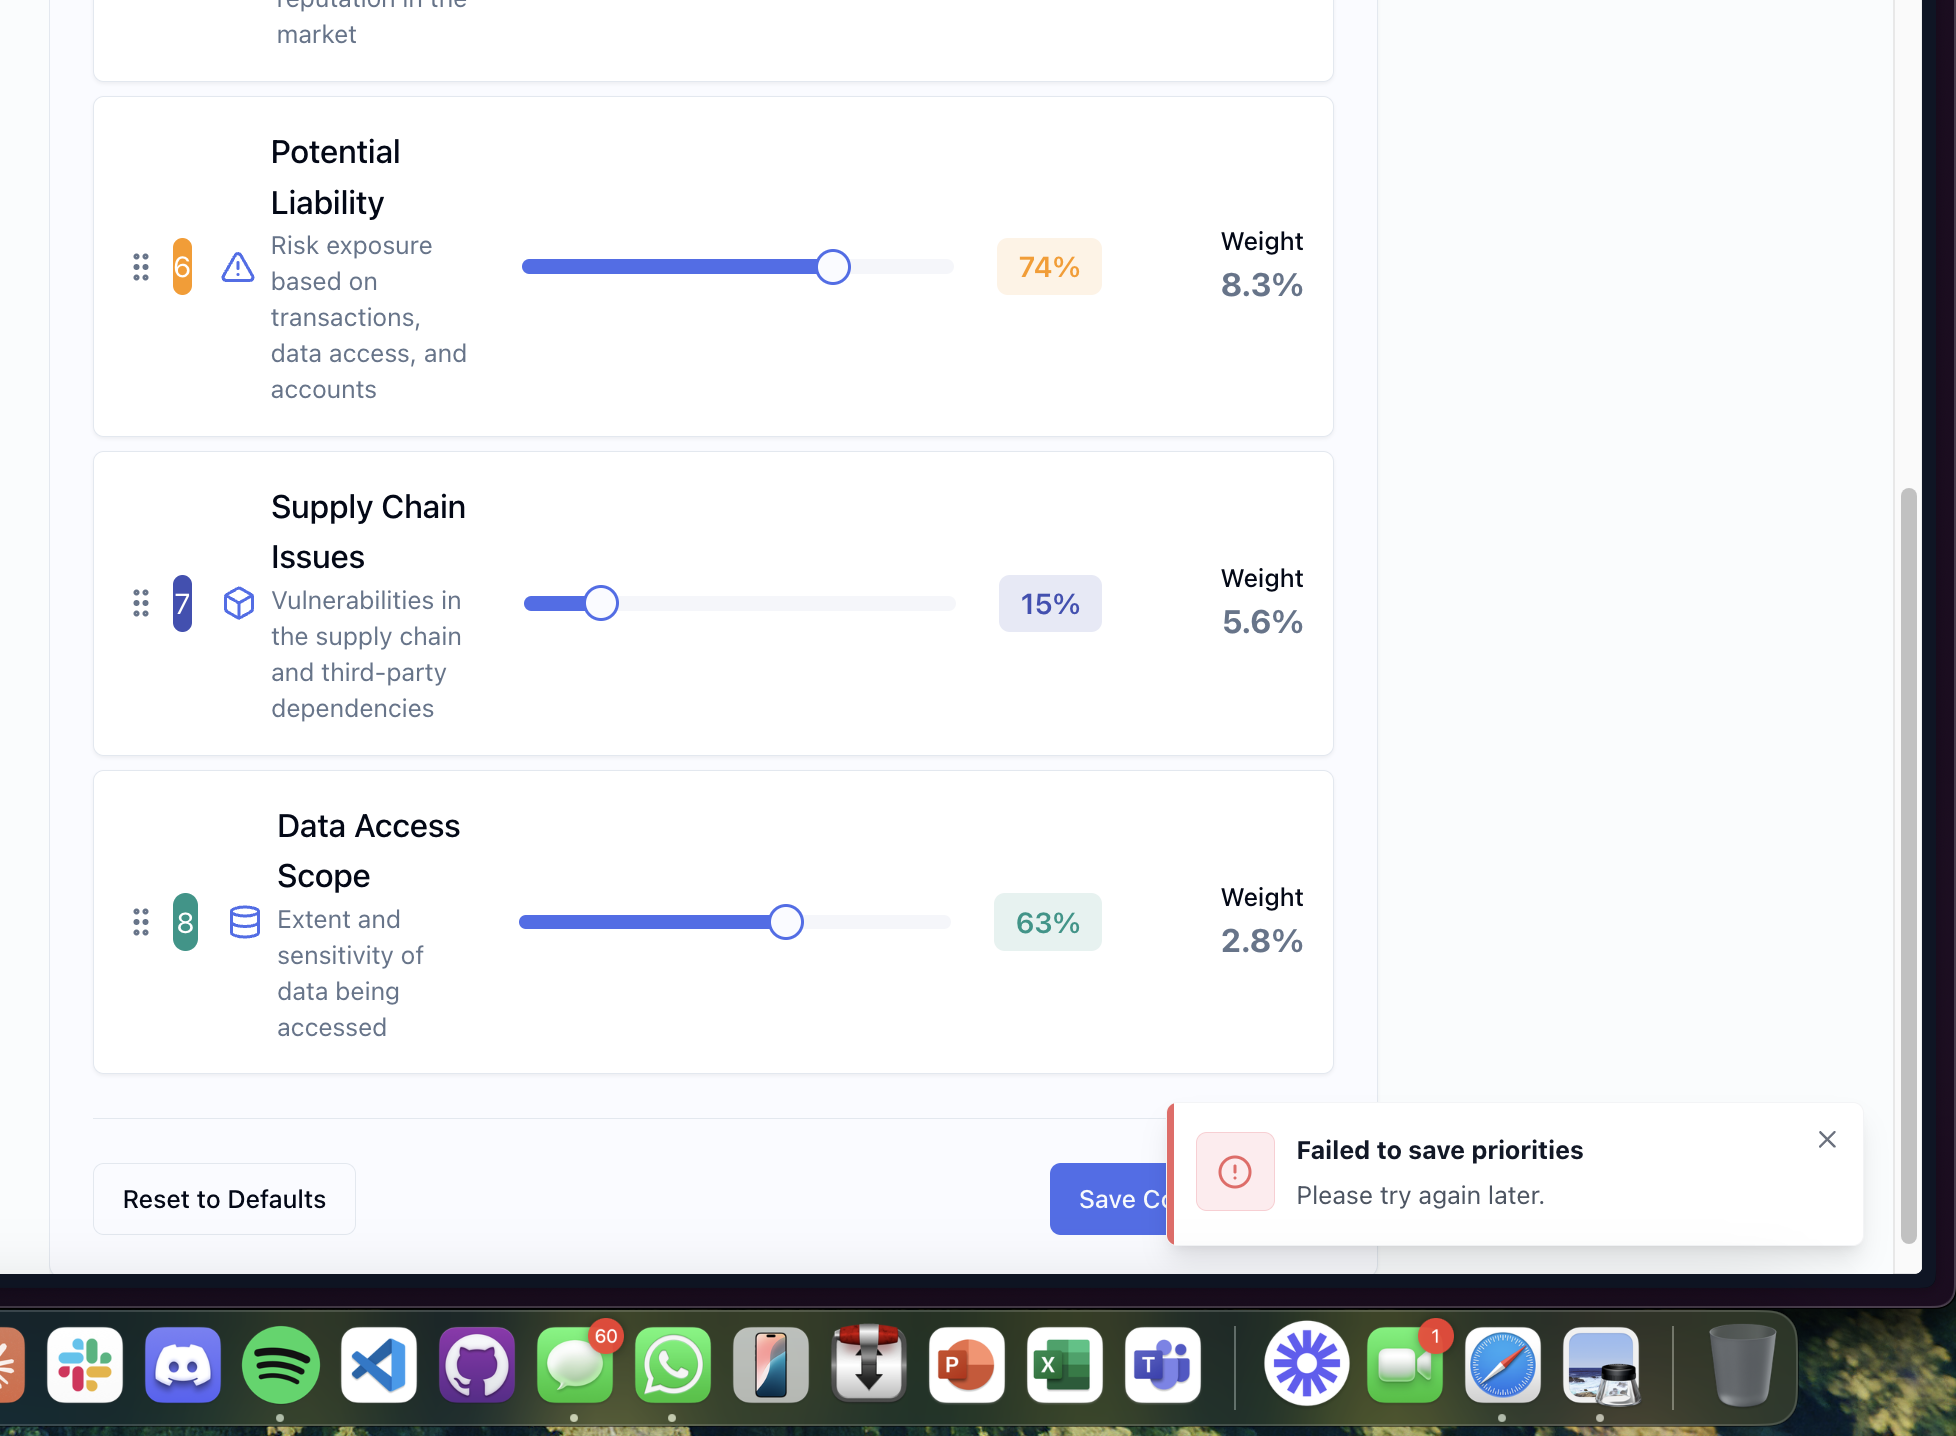 reputation in the
market
Potential
Liability
6
Risk exposure
based on
transactions,
data access, and
accounts
74%
Weight
8.3%
Supply Chain
Issues
7
Vulnerabilities in
the supply chain
and third-party
dependencies
15%
Weight
5.6%
Data Access
Scope
8
Extent and
sensitivity of
data being
accessed
63%
Weight
2.8%
Reset to Defaults
Save Co
Failed to save priorities
Please try again later.
60
P
X
T
1